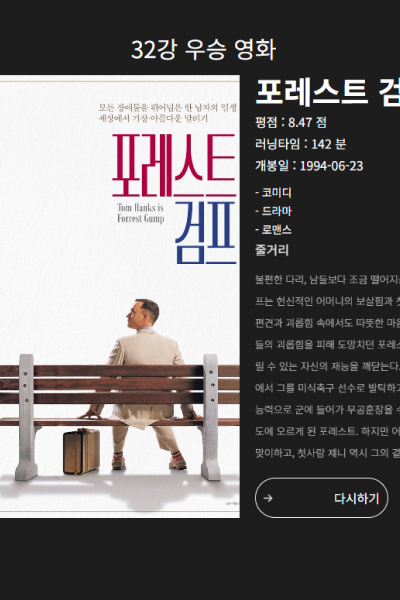 32강 우승 영화
모든 장애물을 뛰어넘은 한 남자의 일생
세상에서 가장 아름다운 달리기
포레스트
Tom Hanks is
Forrest Gump
검프
포레스트
평점 : 8.47 점
러닝타임 : 142 분
개봉일 : 1994-06-23
- 코미디
- 드라마
- 로맨스
줄거리
불편한 다리, 남들보다 조금 떨어지
프는 헌신적인 어머니의 보살핌과
편견과 괴롭힘 속에서도 따뜻한 마음
들의 괴롭힘을 피해 도망치던 포레스
릴 수 있는 자신의 재능을 깨닫는다.
에서 그를 미식축구 선수로 발탁하고
능력으로 군에 들어가 무공훈장을
도에 오르게 된 포레스트. 하지만
맞이하고, 첫사랑 제니 역시 그의
다시하기